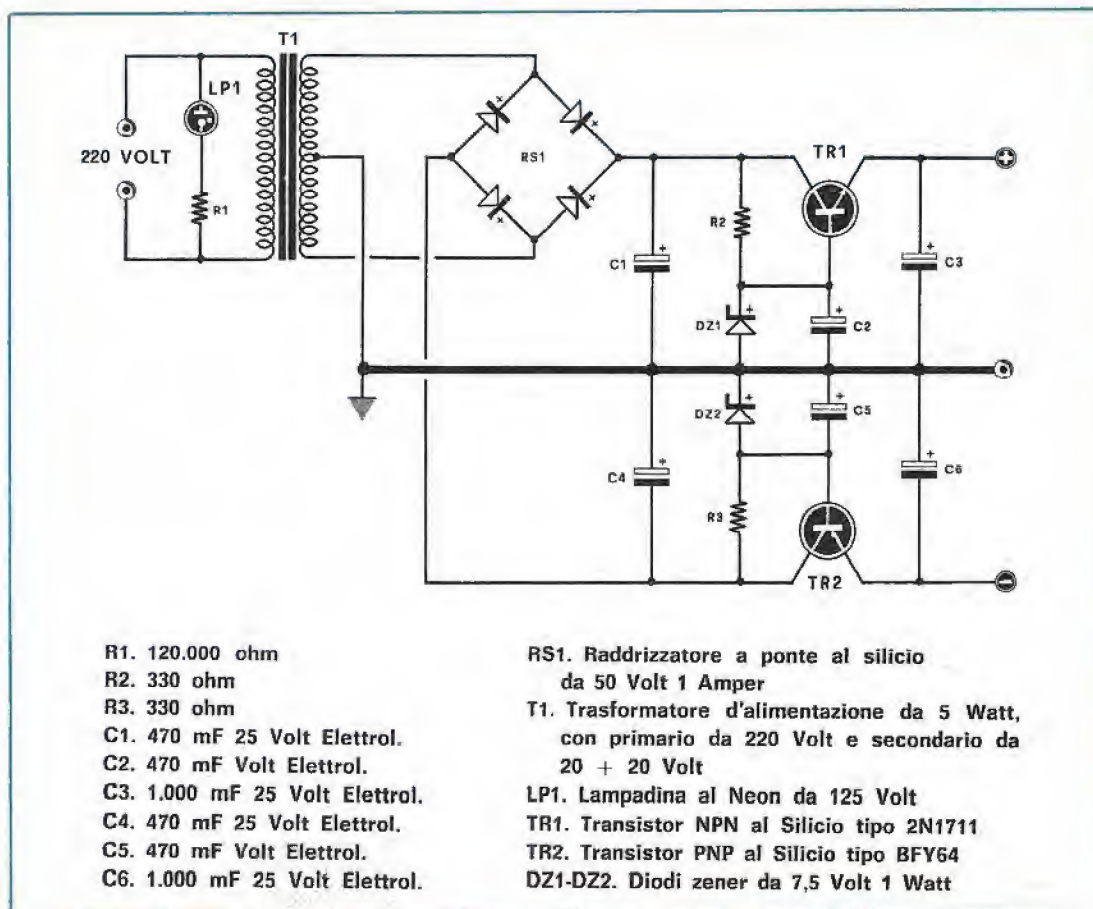 T1
LP1
220 VOLT
R1
RS1
TR1
R2
C1
C3
DZ1
C2
DZ2
C5
C4
C6
R3
TR2
R1. 120.000 ohm
R2. 330 ohm
R3. 330 ohm
C1. 470 mF 25 Volt Elettrol.
C2. 470 mF Volt Elettrol.
C3. 1.000 mF 25 Volt Elettrol.
C4. 470 mF 25 Volt Elettrol.
C5. 470 mF Volt Elettrol.
C6. 1.000 mF 25 Volt Elettrol.
RS1. Raddrizzatore a ponte al silicio
da 50 Volt 1 Amper
T1. Trasformatore d'alimentazione da 5 Watt,
con primario da 220 Volt e secondario da
20 + 20 Volt
LP1. Lampadina al Neon da 125 Volt
TR1. Transistor NPN al Silicio tipo 2N1711
TR2. Transistor PNP al Silicio tipo BFY64
DZ1-DZ2. Diodi zener da 7,5 Volt 1 Watt